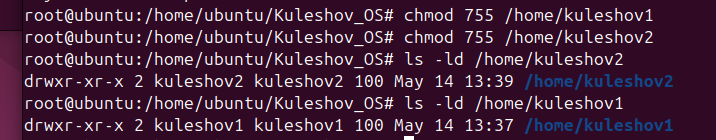 root@ubuntu:/home/ubuntu/Kuleshov_OS# chmod 755 /home/kuleshov1
root@ubuntu:/home/ubuntu/Kuleshov_OS# chmod 755 /home/kuleshov2
root@ubuntu:/home/ubuntu/Kuleshov_OS# ls -ld /home/kuleshov2
drwxr-xr-x 2 kuleshov2 kuleshov2 100 May 14 13:39 /home/kuleshov2
root@ubuntu:/home/ubuntu/Kuleshov_OS# ls -ld /home/kuleshov1
drwxr-xr-x 2 kuleshov1 kuleshov1 100 May 14 13:37 /home/kuleshov1